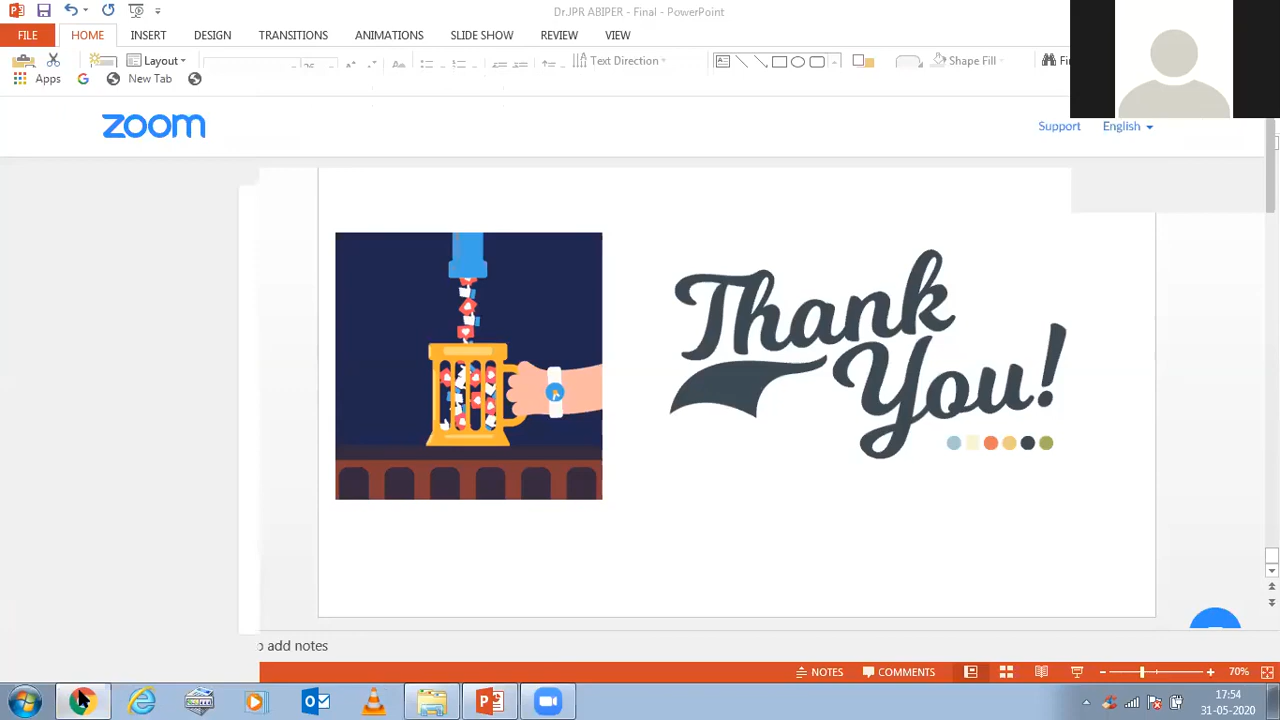 Dr.JPR ABIPER - Final - PowerPoint
FILE HOME INSERT DESIGN TRANSITIONS ANIMATIONS SLIDE SHOW REVIEW VIEW
Layout Text Direction Shape Fill
Apps New Tab
zoom Support English
Thank
You!
add notes
NOTES COMMENTS 70%
17:54
31-05-2020